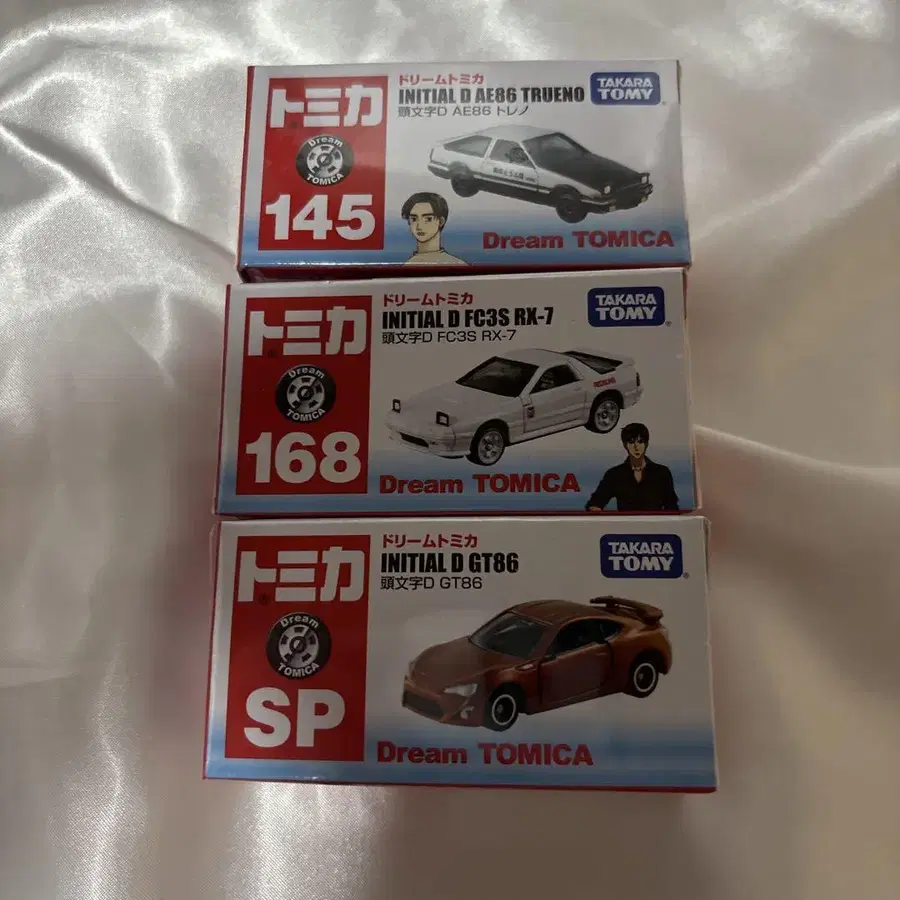 トミカ
Dream
TOMICA
145
ドリームトミカ
INITIAL D AE86 TRUENO
頭文字D AE86 トレノ
TAKARA
TOMY
Dream TOMICA
トミカ
Dream
TOMICA
168
ドリームトミカ
INITIAL D FC3S RX-7
頭文字D FC3S RX-7
TAKARA
TOMY
Dream TOMICA
トミカ
Dream
TOMICA
SP
ドリームトミカ
INITIAL D GT86
頭文字D GT86
TAKARA
TOMY
Dream TOMICA